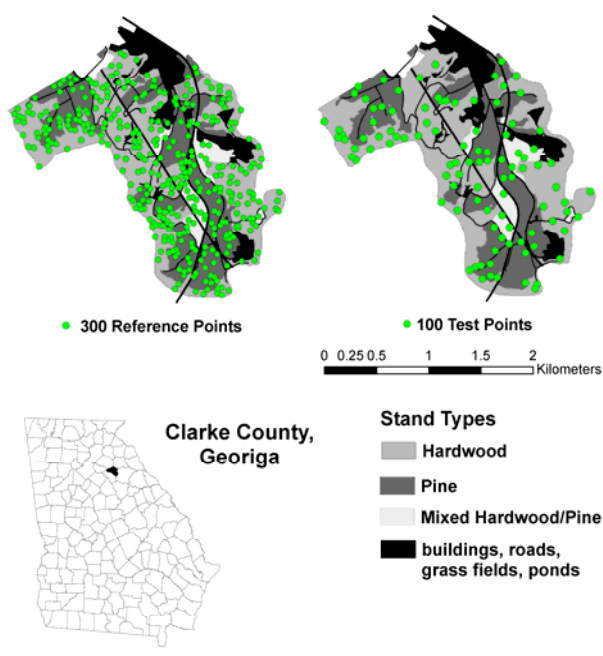 300 Reference Points
100 Test Points
0 0.25 0.5 1 1.5 2
Kilometers
Clarke County,
Georiga
Stand Types
Hardwood
Pine
Mixed Hardwood/Pine
buildings, roads,
grass fields, ponds